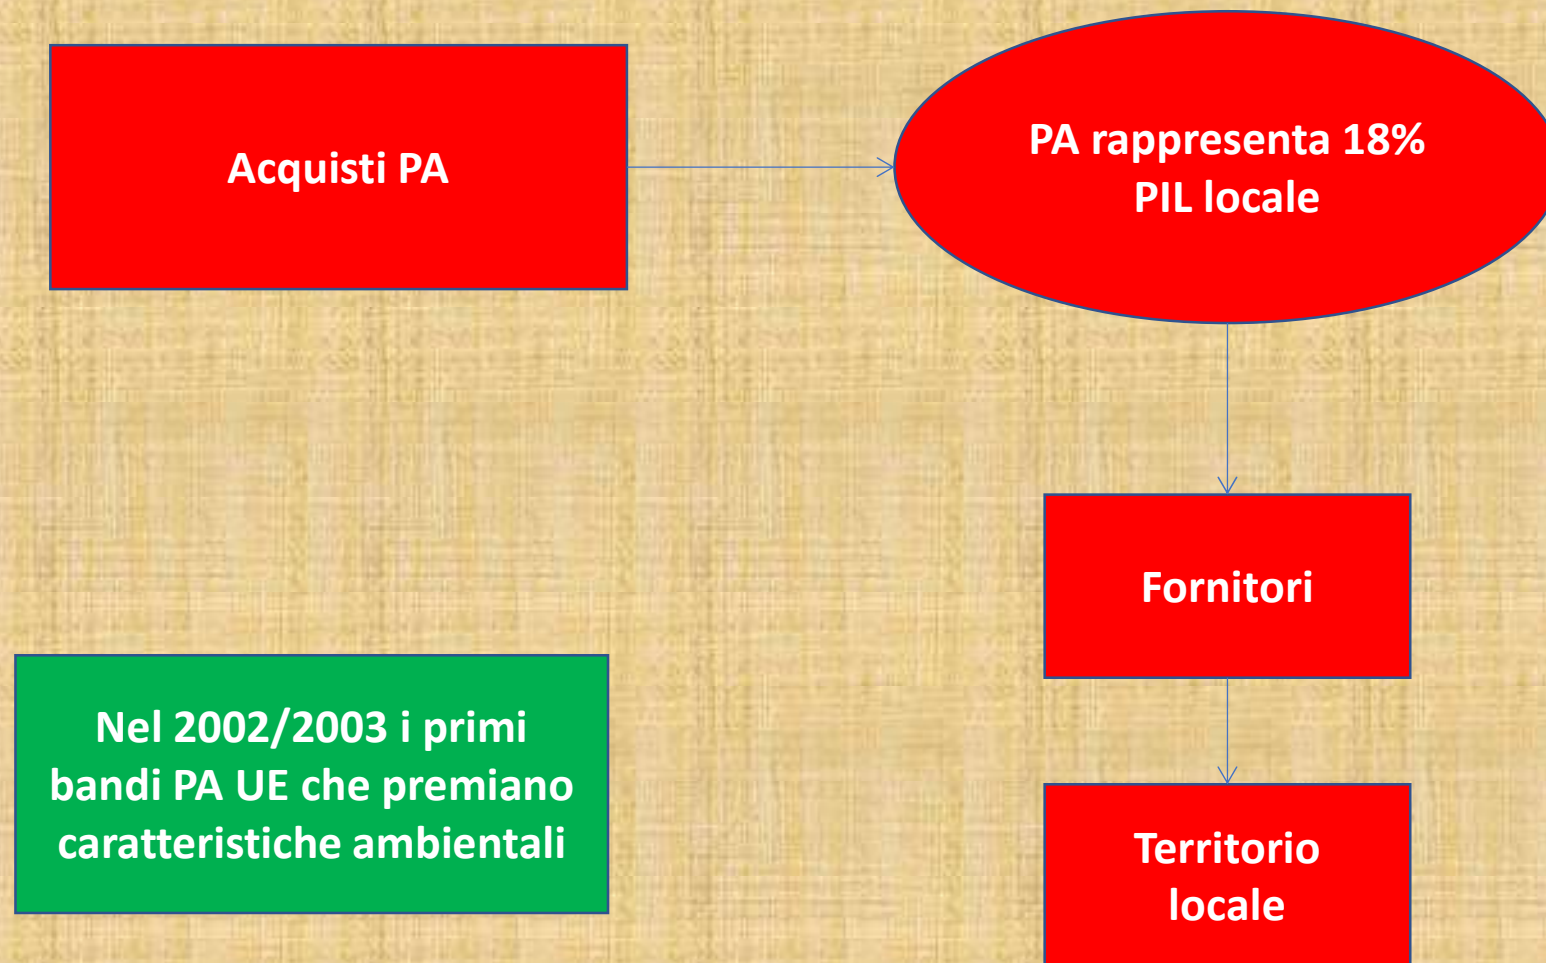 Acquisti PA
PA rappresenta 18%
PIL locale
Fornitori
Nel 2002/2003 i primi
bandi PA UE che premiano
caratteristiche ambientali
Territorio
locale